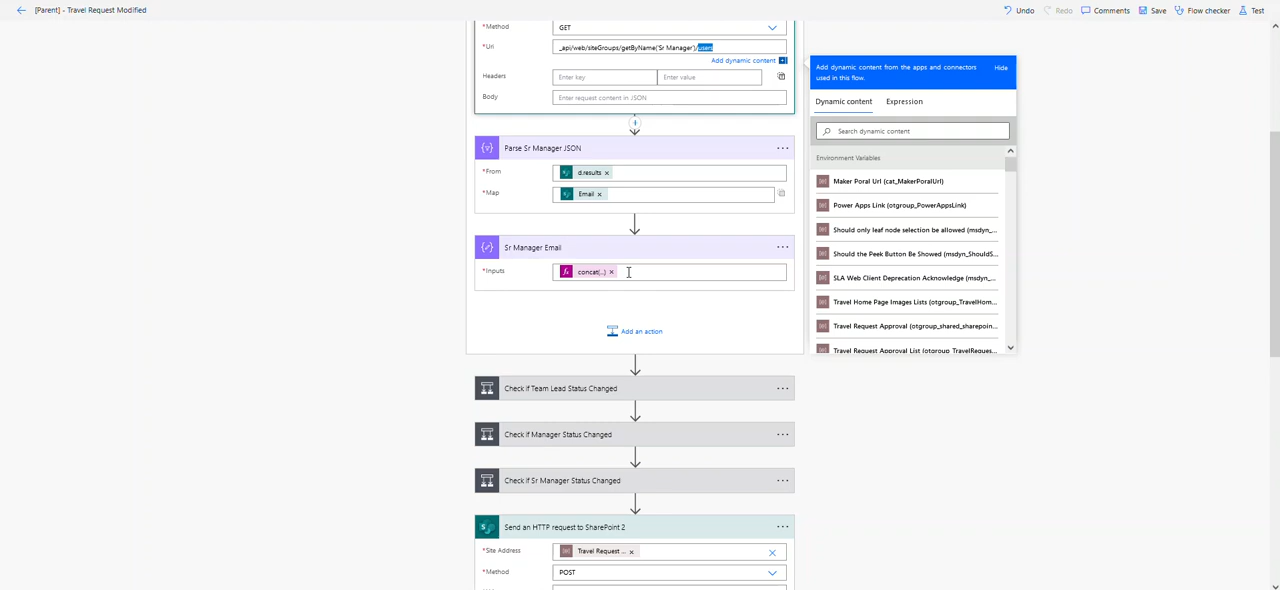 [Parent] - Travel Request Modified
Undo
Redo
Comments
Save
Flow checker
Test
*Method
GET
*Uri
_api/web/siteGroups/getByName('Sr Manager')/users
Add dynamic content
Headers
Enter key
Enter value
Body
Enter request content in JSON
Parse Sr Manager JSON
*From
d.results ×
*Map
Email ×
Sr Manager Email
*Inputs
fx concat(...) ×
Add an action
Check if Team Lead Status Changed
Check if Manager Status Changed
Check if Sr Manager Status Changed
Send an HTTP request to SharePoint 2
*Site Address
Travel Request ... ×
*Method
POST
Add dynamic content from the apps and connectors
used in this flow.
Hide
Dynamic content
Expression
Search dynamic content
Environment Variables
Maker Poral Url (cat_MakerPoralUrl)
Power Apps Link (otgroup_PowerAppsLink)
Should only leaf node selection be allowed (msdyn_...
Should the Peek Button Be Showed (msdyn_ShouldS...
SLA Web Client Deprecation Acknowledge (msdyn_...
Travel Home Page Images Lists (otgroup_TravelHom...
Travel Request Approval (otgroup_shared_sharepoin...
Travel Request Approval List (otgroup_TravelReques...